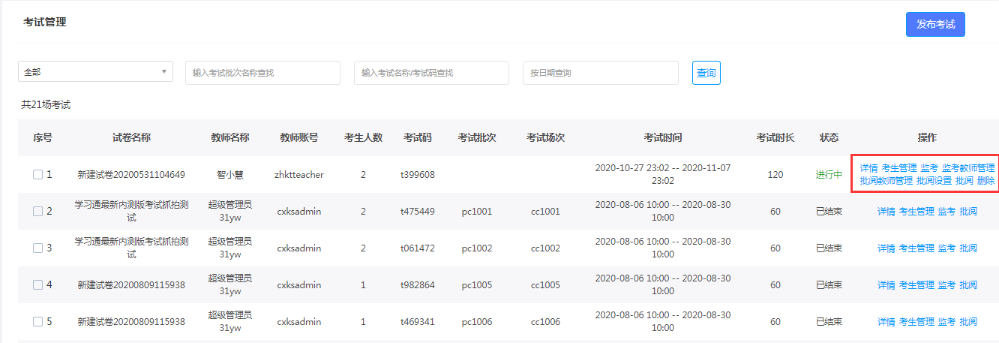 考试管理
发布考试
全部
输入考试批次名称查找
输入考试名称/考试码查找
按日期查询
查询
共21场考试
序号 试卷名称 教师名称 教师账号 考生人数 考试码 考试批次 考试场次 考试时间 考试时长 状态 操作
1 新建试卷20200531104649 智小慧 zhktteacher 2 t399608 2020-10-27 23:02 -- 2020-11-07 120 进行中 详情 考生管理 监考 监考教师管理
23:02 批阅教师管理 批阅设置 批阅 删除
2 学习通最新内测版考试抓拍测 超级管理员 cxksadmin 2 t475449 pc1001 cc1001 2020-08-06 10:00 -- 2020-08-30 60 已结束 详情 考生管理 监考 批阅
试 31yw 10:00
3 学习通最新内测版考试抓拍测 超级管理员 cxksadmin 2 t061472 pc1002 cc1002 2020-08-06 10:00 -- 2020-08-30 60 已结束 详情 考生管理 监考 批阅
试 31yw 10:00
4 新建试卷20200809115938 超级管理员 cxksadmin 1 t982864 pc1005 cc1005 2020-08-06 10:00 -- 2020-08-30 60 已结束 详情 考生管理 监考 批阅
31yw 10:00
5 新建试卷20200809115938 超级管理员 cxksadmin 1 t469341 pc1006 cc1006 2020-08-06 10:00 -- 2020-08-30 60 已结束 详情 考生管理 监考 批阅
31yw 10:00